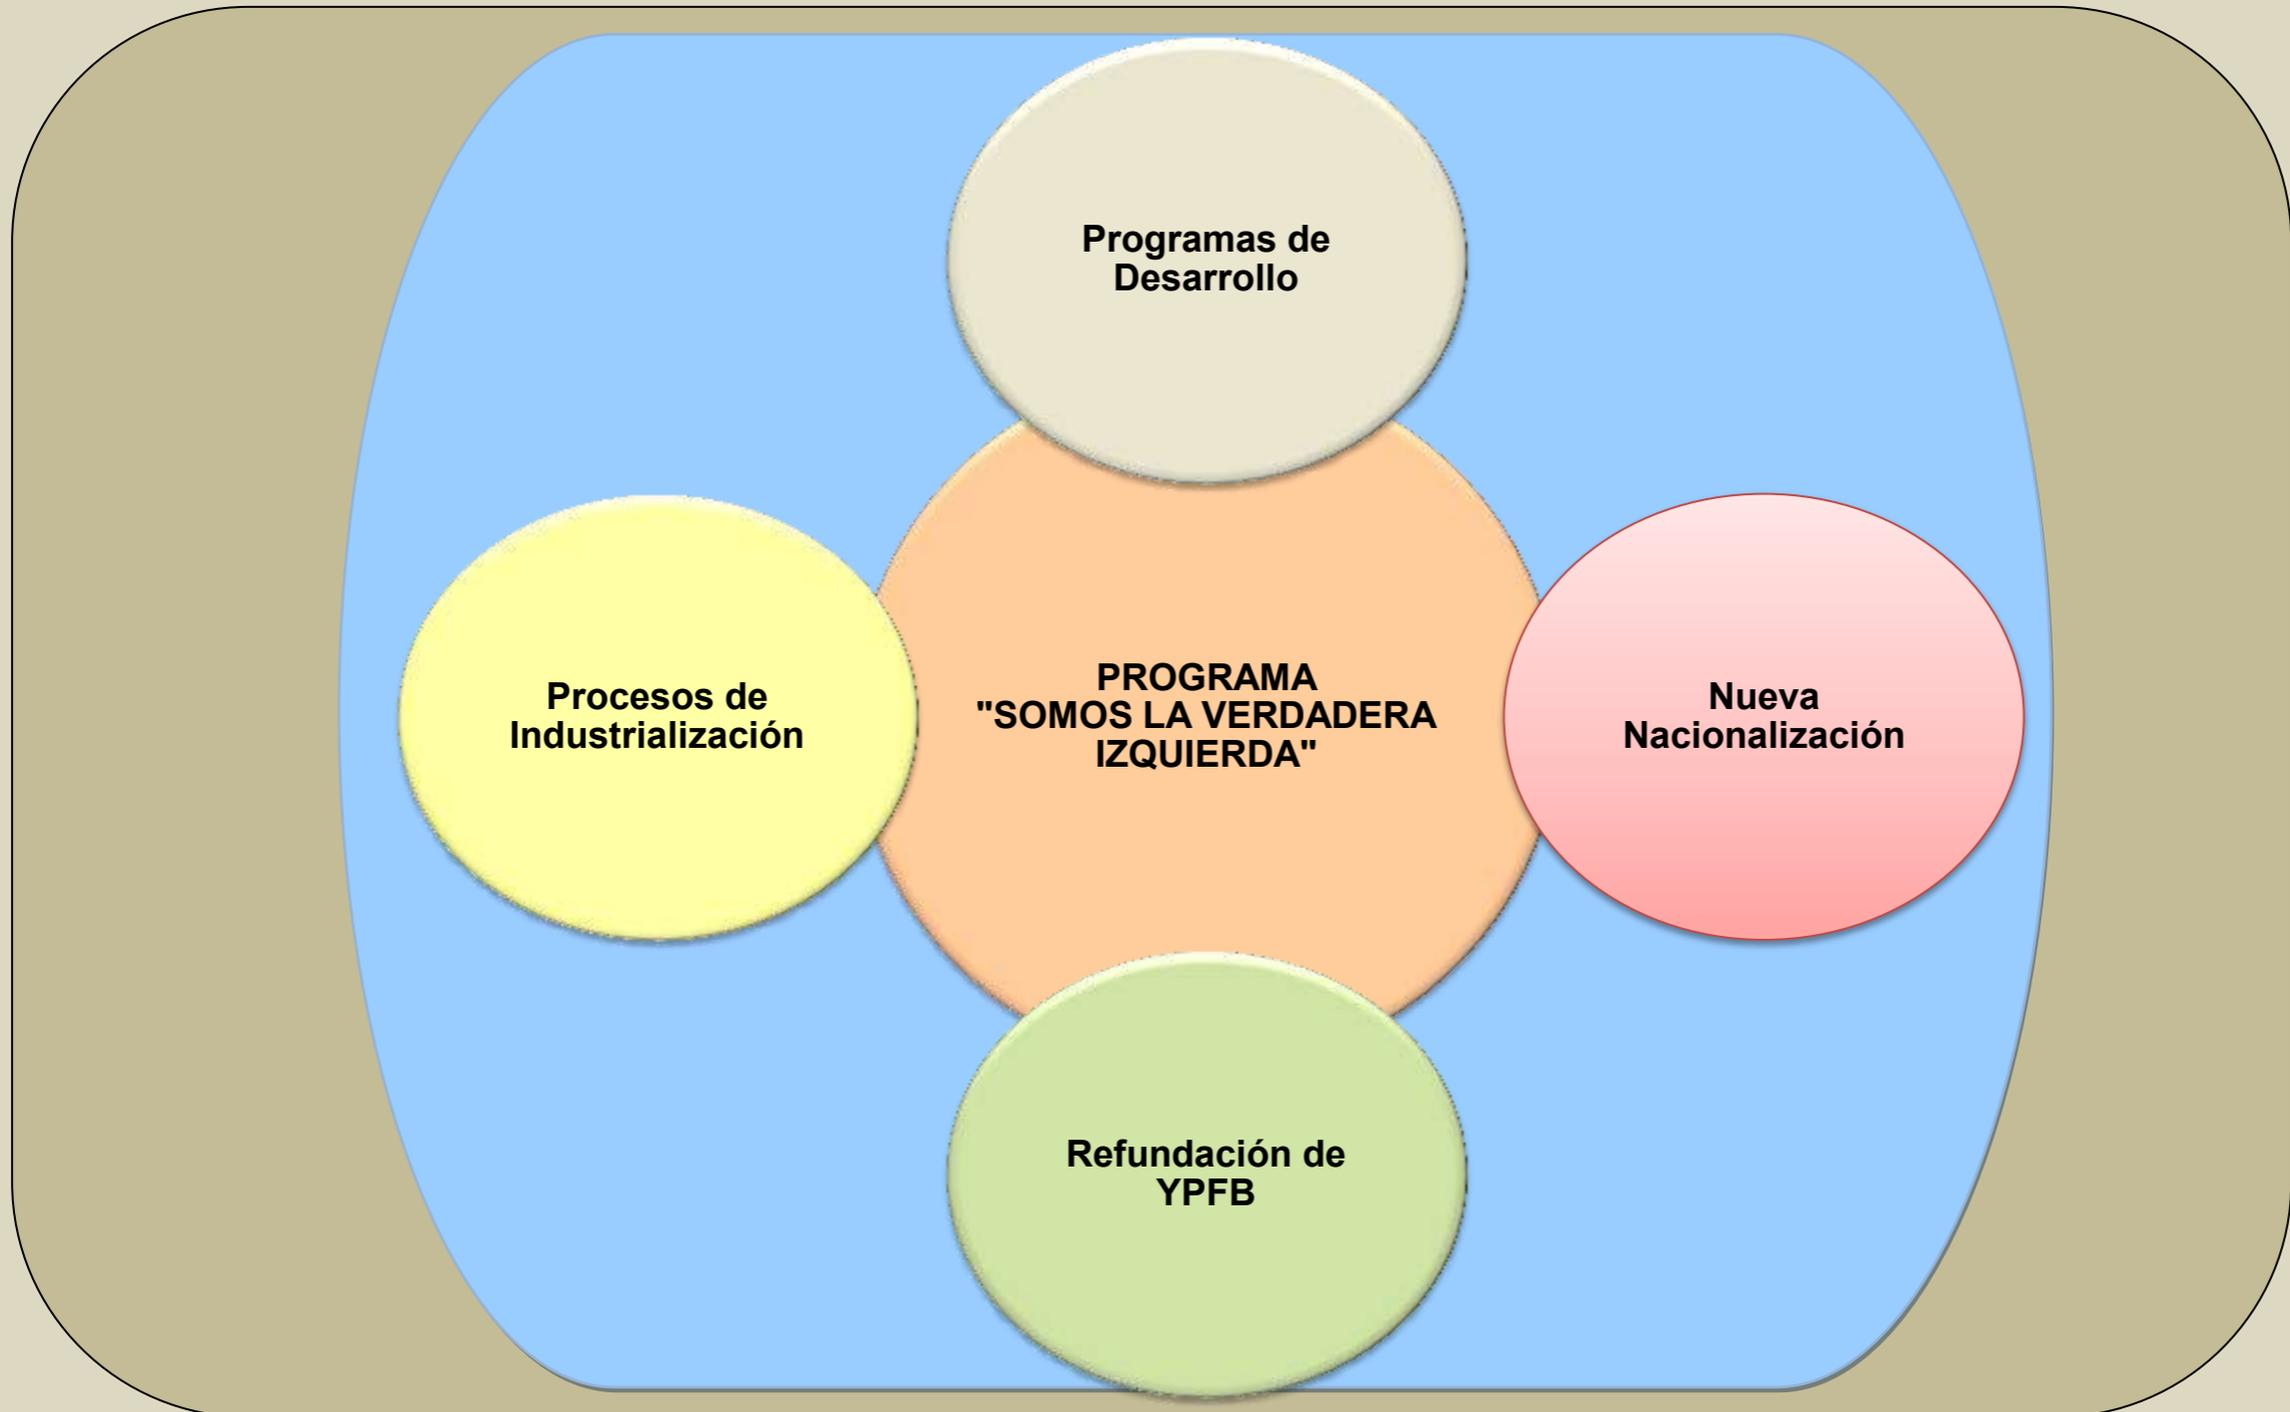 Programas de
Desarrollo
Procesos de
Industrialización
PROGRAMA
"SOMOS LA VERDADERA
IZQUIERDA"
Nueva
Nacionalización
Refundación de
YPFB